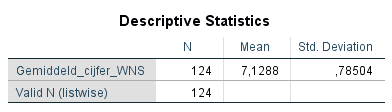 Descriptive Statistics
N Mean Std. Deviation
Gemiddeld_cijfer_WNS 124 7,1288 ,78504
Valid N (listwise) 124